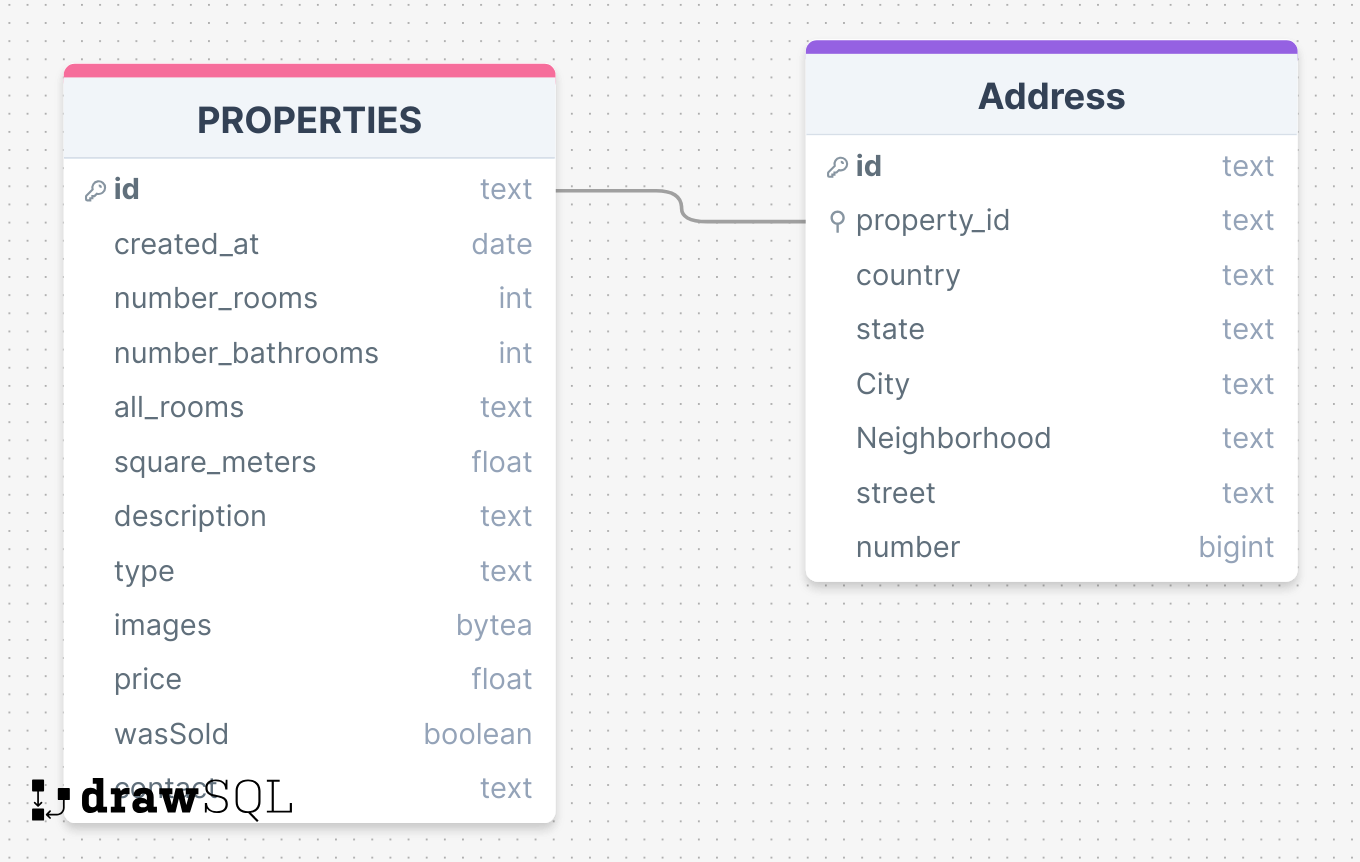 PROPERTIES
id text
created_at date
number_rooms int
number_bathrooms int
all_rooms text
square_meters float
description text
type text
images bytea
price float
wasSold boolean
contact text
drawSQL
Address
id text
property_id text
country text
state text
City text
Neighborhood text
street text
number bigint